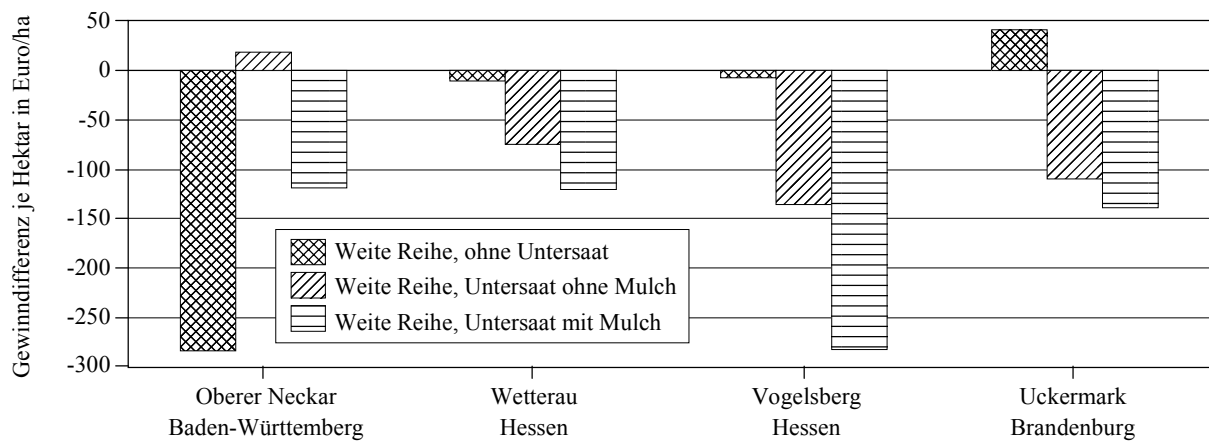 Gewinndifferenz je Hektar in Euro/ha
50
0
-50
-100
-150
-200
-250
-300
Weite Reihe, ohne Untersaat
Weite Reihe, Untersaat ohne Mulch
Weite Reihe, Untersaat mit Mulch
Oberer Neckar
Baden-Württemberg
Wetterau
Hessen
Vogelsberg
Hessen
Uckermark
Brandenburg